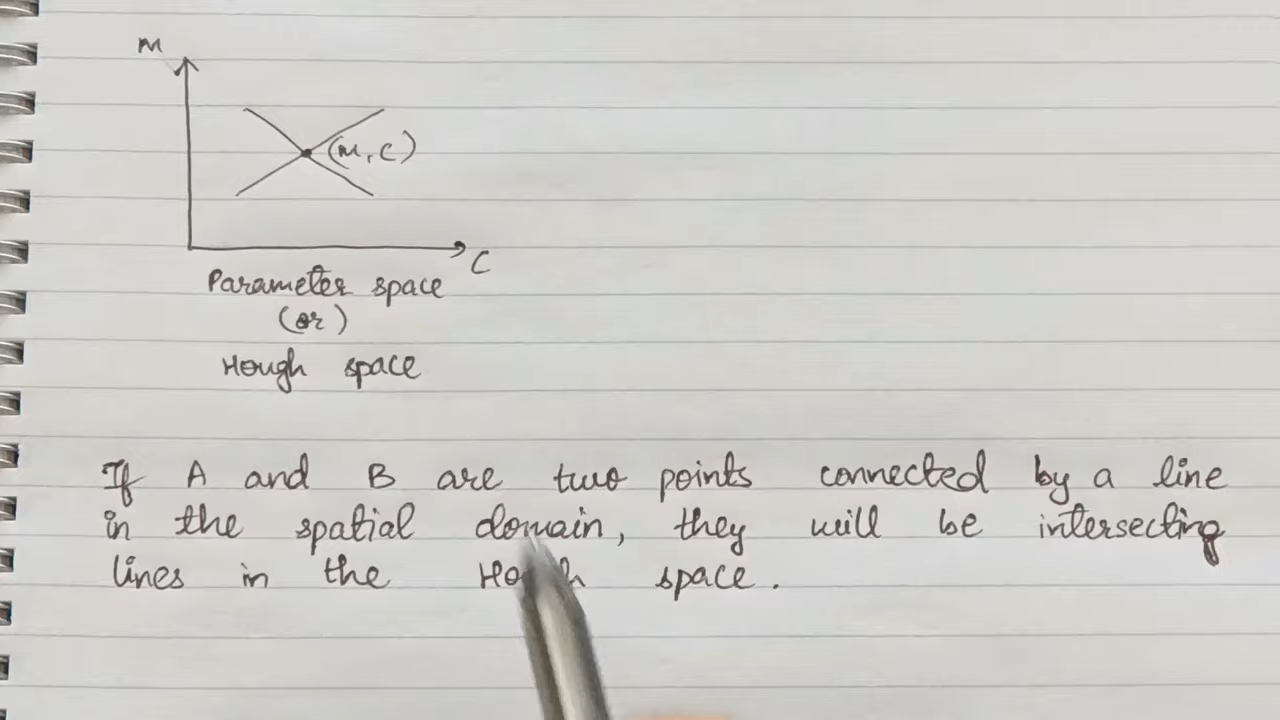 M
(M,C)
C
Parameter space
(or)
Hough space
If A and B are two points connected by a line
in the spatial domain, they will be intersecting
lines in the space.